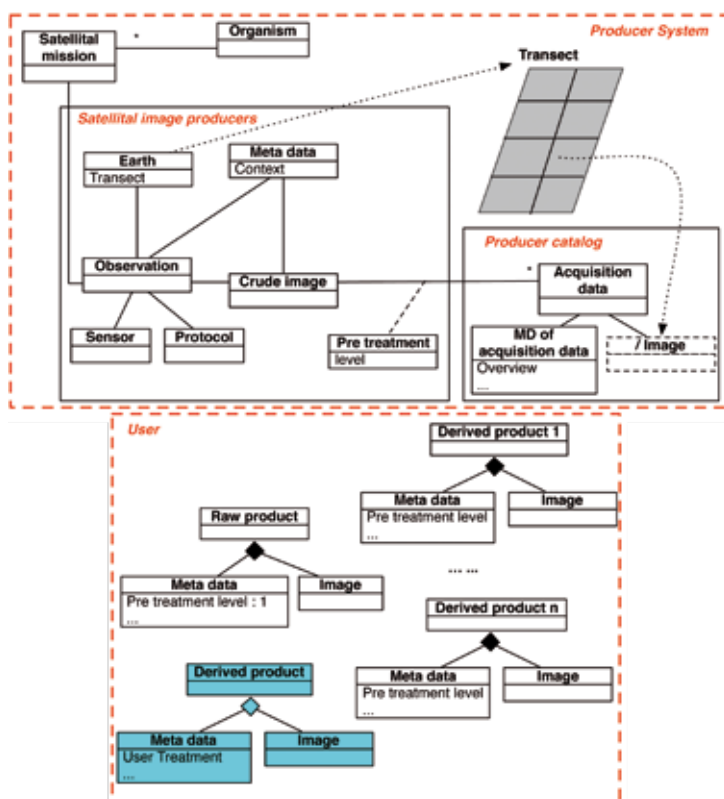 Producer System
Satellital
mission
*
Organism
Transect
Satellital image producers
Earth
Transect
Meta data
Context
Observation
Crude image
Sensor
Protocol
Pre treatment
level
Producer catalog
*
Acquisition
data
MD of
acquisition data
Overview
...
/ Image
User
Derived product 1
Meta data
Pre treatment level
...
Image
Raw product
Meta data
Pre treatment level : 1
...
Image
... ...
Derived product n
Meta data
Pre treatment level
...
Image
Derived product
Meta data
User Treatment
...
Image